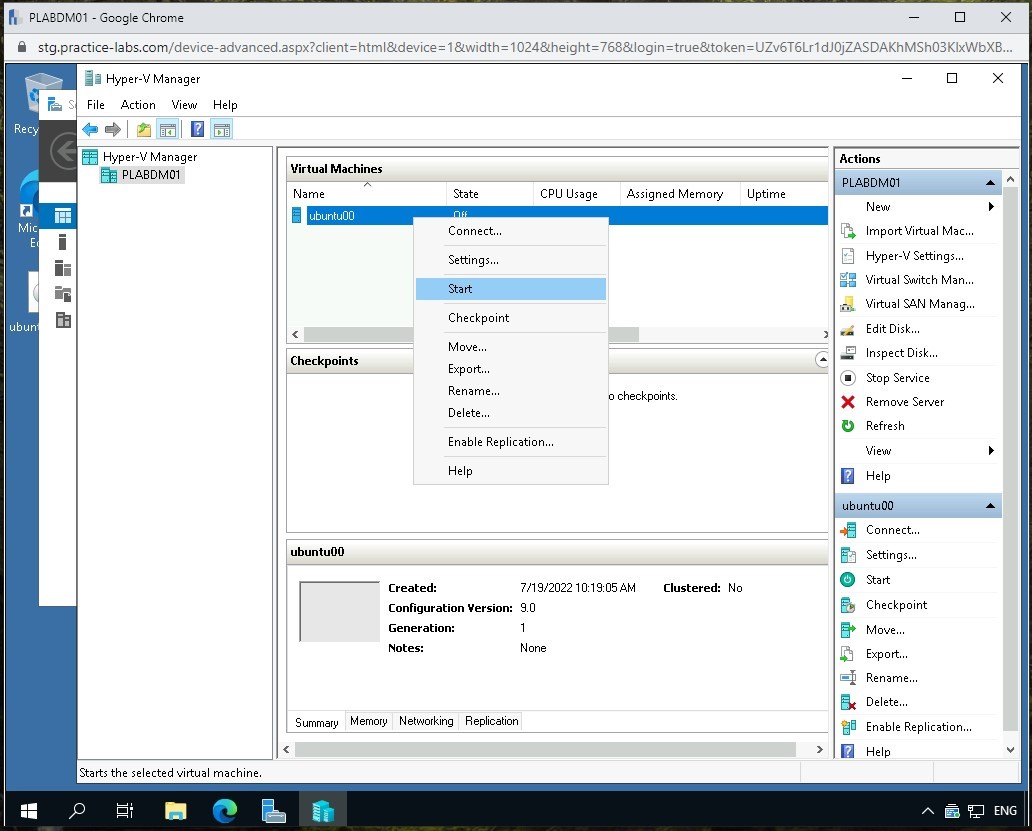 PLABDM01 - Google Chrome
stg.practice-labs.com/device-advanced.aspx?client=html&device=1&width=1024&height=768&login=true&token=UZv6T6Lr1dJ0jZASDAKhMSh03KlxWbXB...
Hyper-V Manager
File Action View Help
Recy
Mic
Ec
ubunt
Hyper-V Manager
PLABDM01
Virtual Machines
Name State CPU Usage Assigned Memory Uptime
ubuntu00 Off
Connect...
Settings...
Start
Checkpoint
Move...
Export...
Rename...
Delete...
Enable Replication...
Help
Checkpoints
o checkpoints.
ubuntu00
Created: 7/19/2022 10:19:05 AM Clustered: No
Configuration Version: 9.0
Generation: 1
Notes: None
Summary Memory Networking Replication
Actions
PLABDM01
New
Import Virtual Mac...
Hyper-V Settings...
Virtual Switch Man...
Virtual SAN Manag...
Edit Disk...
Inspect Disk...
Stop Service
Remove Server
Refresh
View
Help
ubuntu00
Connect...
Settings...
Start
Checkpoint
Move...
Export...
Rename...
Delete...
Enable Replication...
Help
Starts the selected virtual machine.
ENG